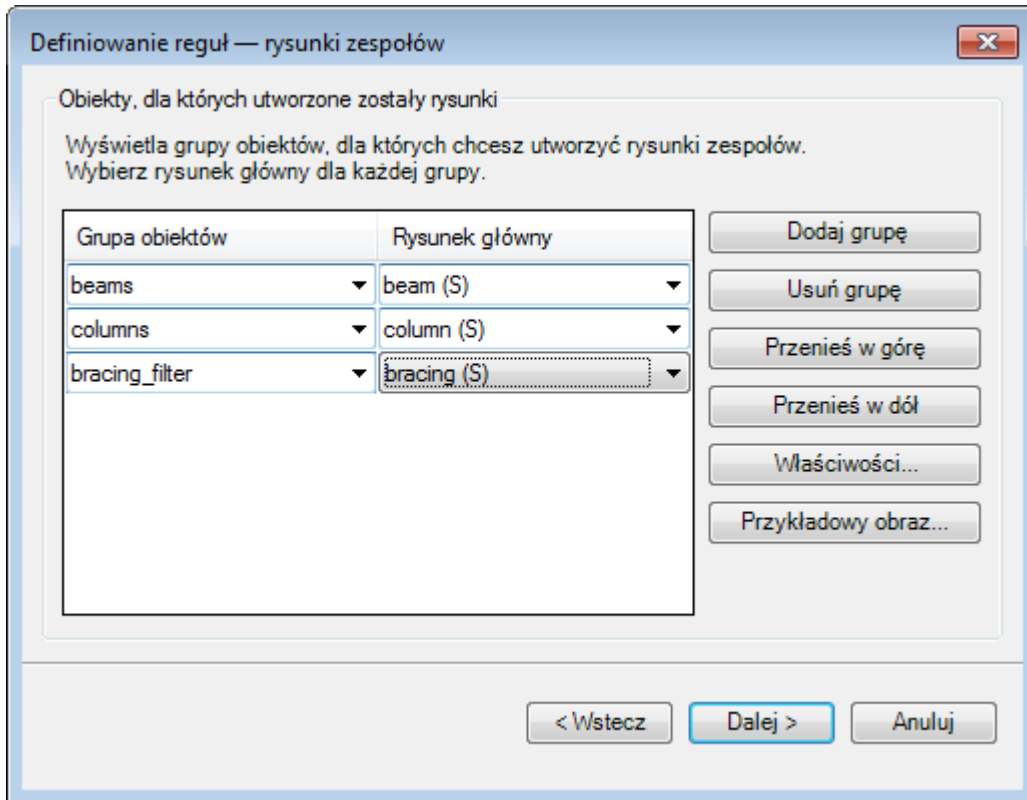 Definiowanie reguł — rysunki zespołów
Obiekty, dla których utworzone zostały rysunki
Wyświetla grupy obiektów, dla których chcesz utworzyć rysunki zespołów.
Wybierz rysunek główny dla każdej grupy.
Grupa obiektów Rysunek główny
beams beam (S)
columns column (S)
bracing_filter bracing (S)
Dodaj grupę
Usuń grupę
Przenieś w górę
Przenieś w dół
Właściwości...
Przykładowy obraz...
< Wstecz Dalej > Anuluj